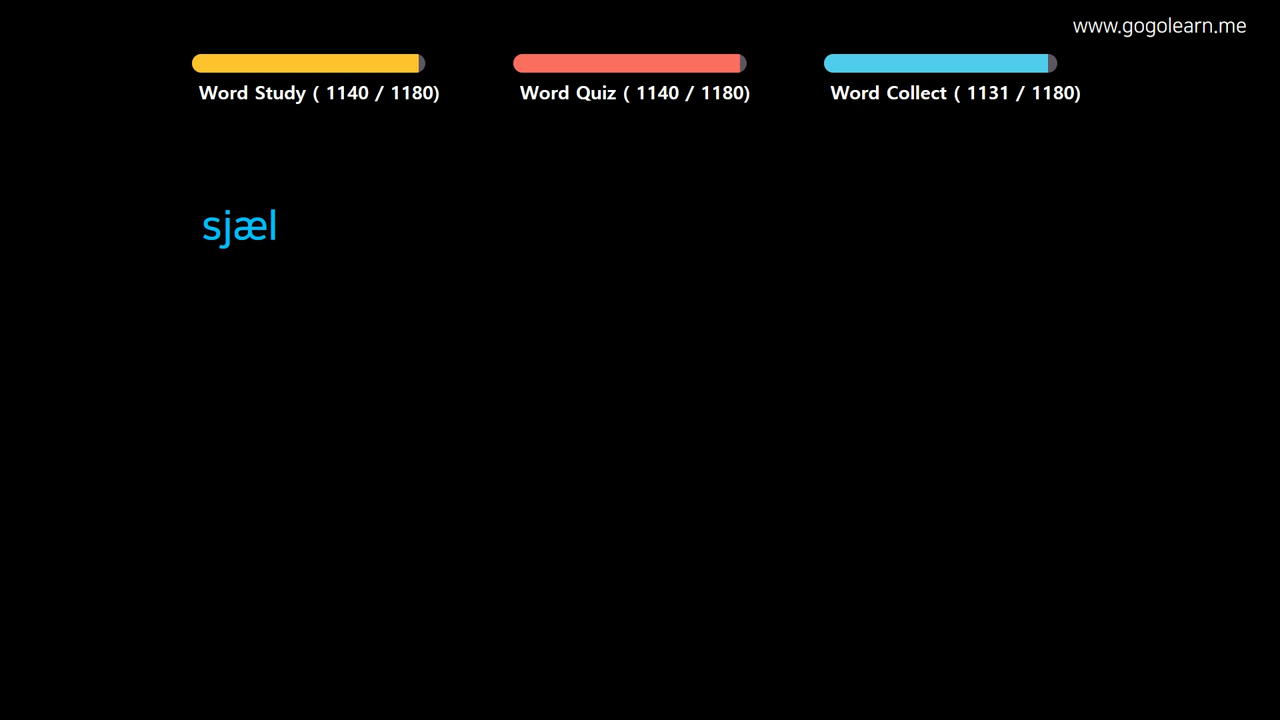 www.gogolearn.me
Word Study ( 1140 / 1180)
Word Quiz ( 1140 / 1180)
Word Collect ( 1131 / 1180)
sjæl